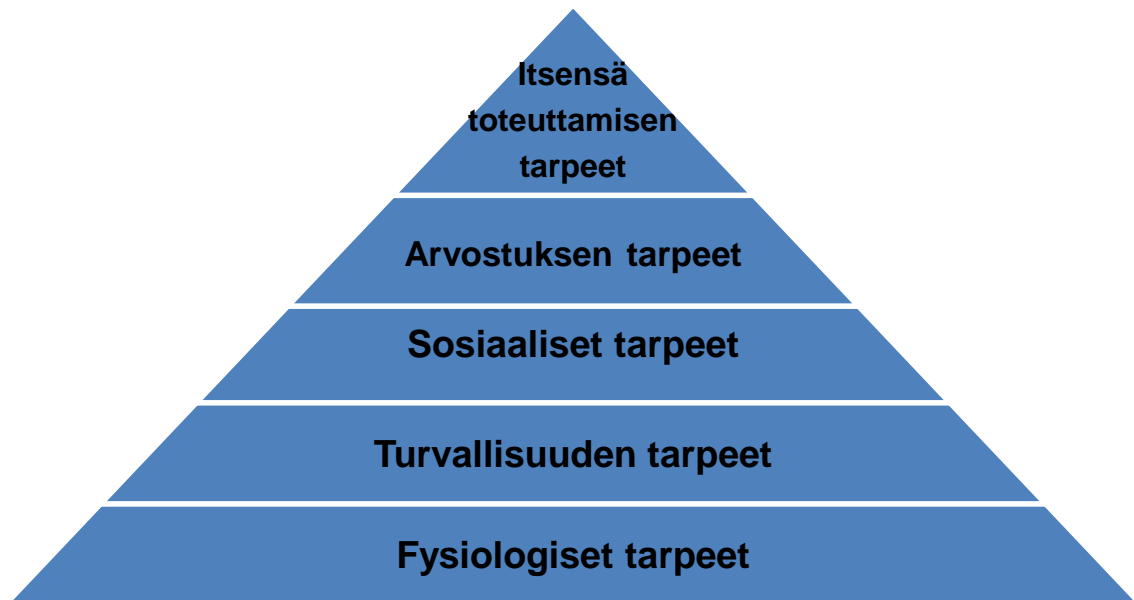 Itsensä
toteuttamisen
tarpeet
Arvostuksen tarpeet
Sosiaaliset tarpeet
Turvallisuuden tarpeet
Fysiologiset tarpeet